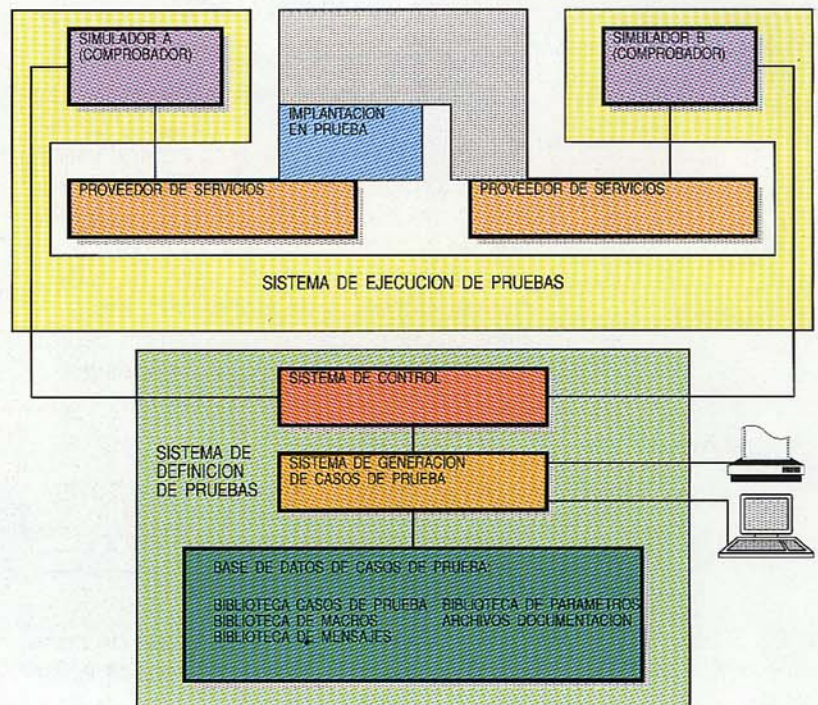 SIMULADOR A
(COMPROBADOR)
SIMULADOR B
(COMPROBADOR)
IMPLANTACION
EN PRUEBA
PROVEEDOR DE SERVICIOS
PROVEEDOR DE SERVICIOS
SISTEMA DE EJECUCION DE PRUEBAS
SISTEMA DE CONTROL
SISTEMA DE
DEFINICION
DE PRUEBAS
SISTEMA DE GENERACION
DE CASOS DE PRUEBA
BASE DE DATOS DE CASOS DE PRUEBA:
BIBLIOTECA CASOS DE PRUEBA
BIBLIOTECA DE MACROS
BIBLIOTECA DE MENSAJES
BIBLIOTECA DE PARAMETROS
ARCHIVOS DOCUMENTACION